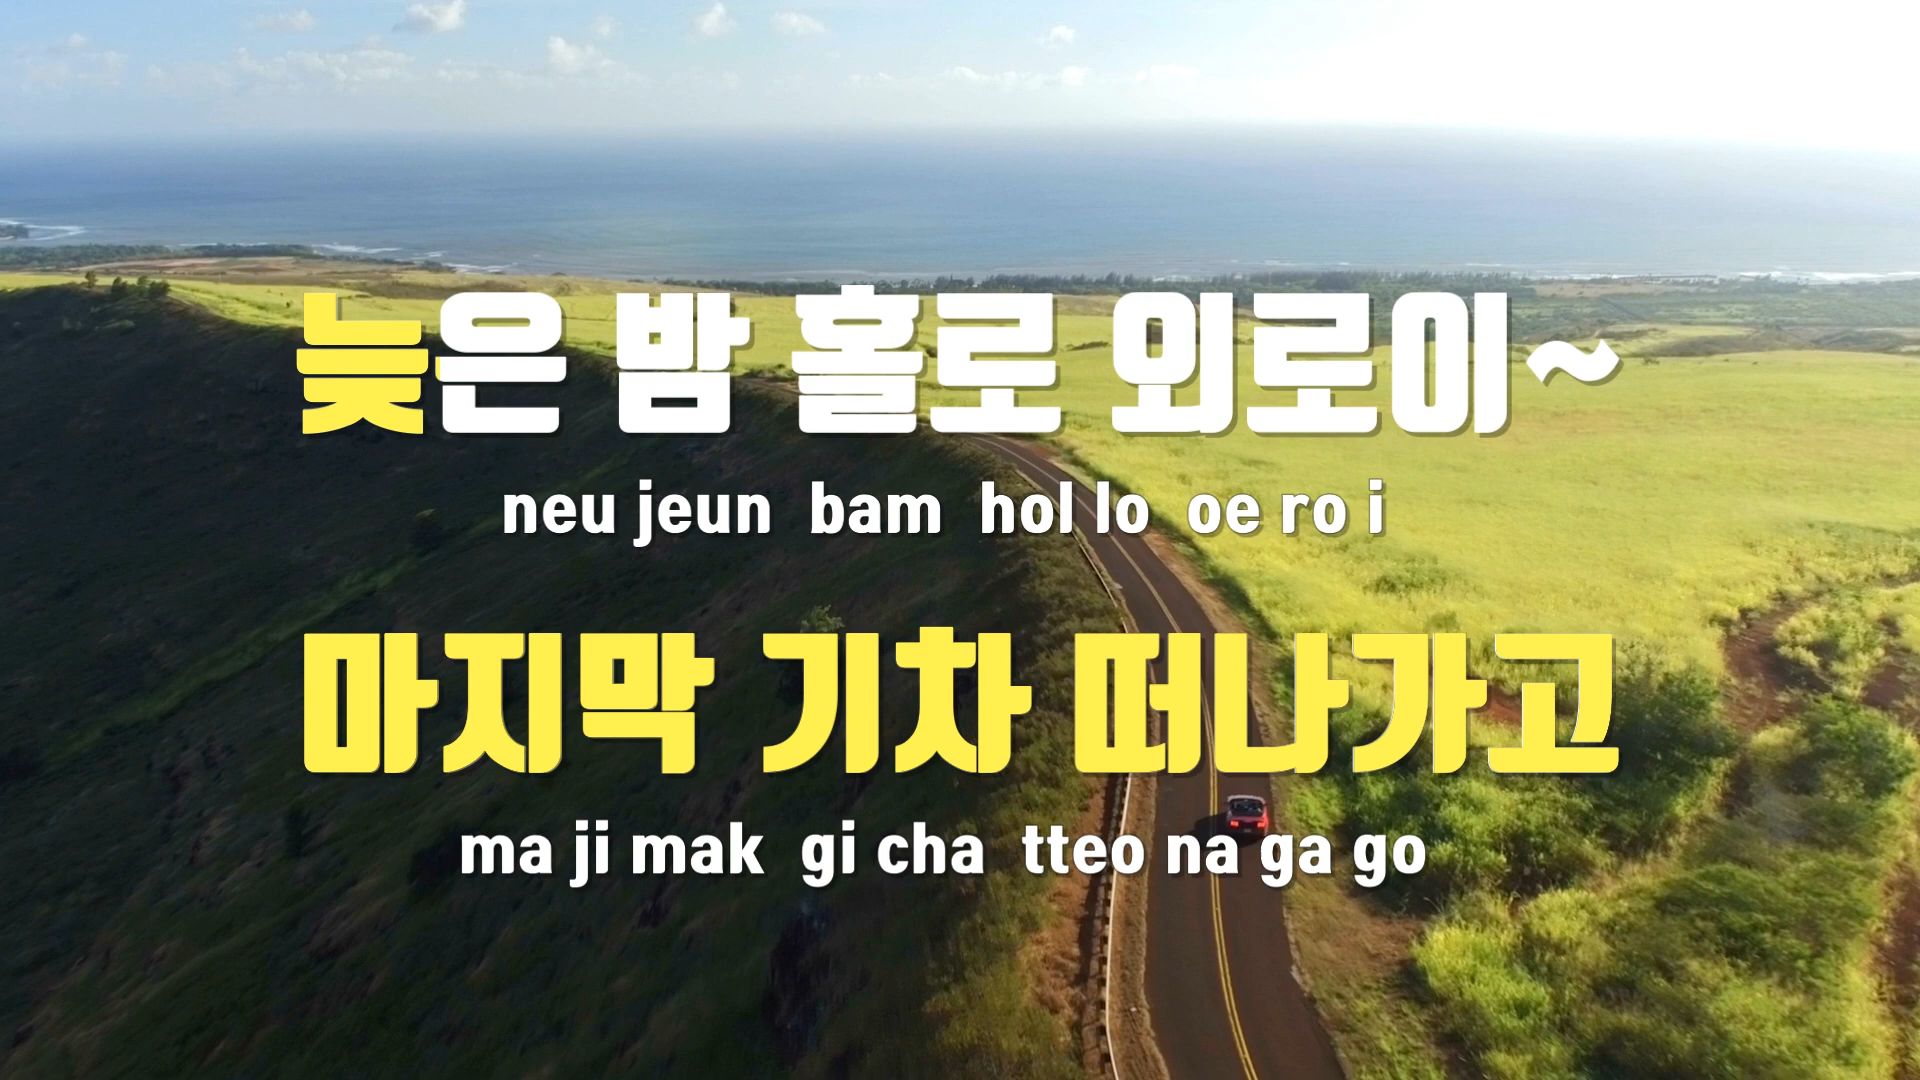 늦은 밤 홀로 외로이~
neu jeun bam hol lo oe ro i
마지막 기차 떠나가고
ma ji mak gi cha tteo na ga go